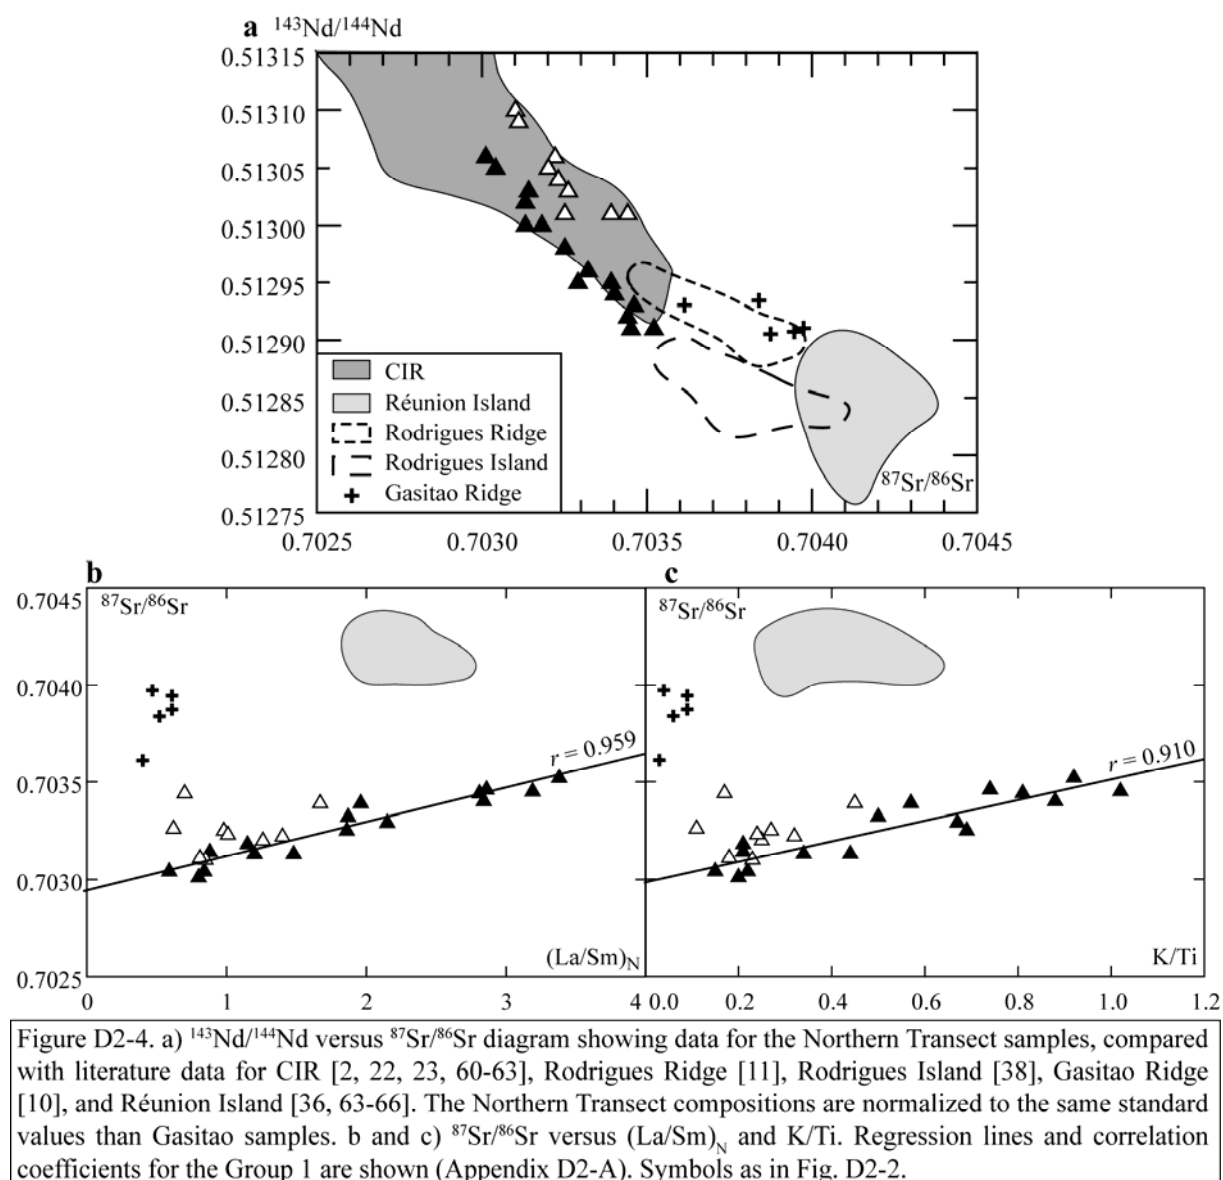 a ¹⁴³Nd/¹⁴⁴Nd
0.51315
0.51310
0.51305
0.51300
0.51295
0.51290
0.51285
0.51280
0.51275
CIR
Réunion Island
Rodrigues Ridge
Rodrigues Island
Gasitao Ridge
⁸⁷Sr/⁸⁶Sr
0.7025 0.7030 0.7035 0.7040 0.7045
b
⁸⁷Sr/⁸⁶Sr
0.7045
0.7040
0.7035
0.7030
0.7025
r = 0.959
(La/Sm)N
0 1 2 3 4
c
⁸⁷Sr/⁸⁶Sr
r = 0.910
K/Ti
0.0 0.2 0.4 0.6 0.8 1.0 1.2
Figure D2-4. a) ¹⁴³Nd/¹⁴⁴Nd versus ⁸⁷Sr/⁸⁶Sr diagram showing data for the Northern Transect samples, compared
with literature data for CIR [2, 22, 23, 60-63], Rodrigues Ridge [11], Rodrigues Island [38], Gasitao Ridge
[10], and Réunion Island [36, 63-66]. The Northern Transect compositions are normalized to the same standard
values than Gasitao samples. b and c) ⁸⁷Sr/⁸⁶Sr versus (La/Sm)N and K/Ti. Regression lines and correlation
coefficients for the Group 1 are shown (Appendix D2-A). Symbols as in Fig. D2-2.